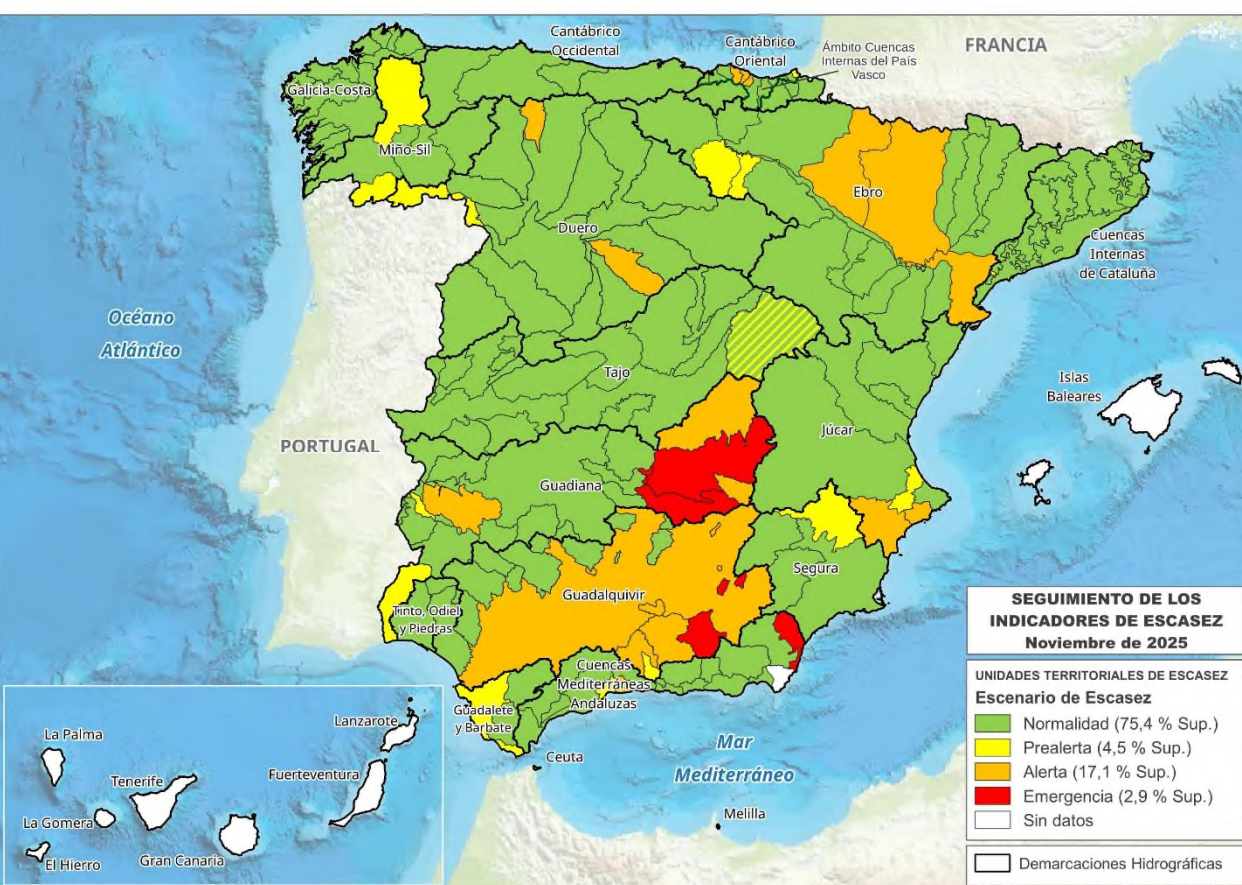 Cantábrico
Occidental
Cantábrico
Oriental
Ámbito Cuencas
Internas del País
Vasco
FRANCIA
Galicia-Costa
Miño-Sil
Ebro
Duero
Cuencas
Internas
de Cataluña
Océano
Atlántico
Tajo
Islas
Baleares
PORTUGAL
Júcar
Guadiana
Segura
Guadalquivir
Tinto, Odiel
y Piedras
Cuencas
Mediterráneas
Andaluzas
Guadalete
y Barbate
Ceuta
Mar
Mediterráneo
Melilla
La Palma
Lanzarote
Tenerife
Fuerteventura
La Gomera
El Hierro
Gran Canaria
SEGUIMIENTO DE LOS
INDICADORES DE ESCASEZ
Noviembre de 2025
UNIDADES TERRITORIALES DE ESCASEZ
Escenario de Escasez
Normalidad (75,4 % Sup.)
Prealerta (4,5 % Sup.)
Alerta (17,1 % Sup.)
Emergencia (2,9 % Sup.)
Sin datos
Demarcaciones Hidrográficas